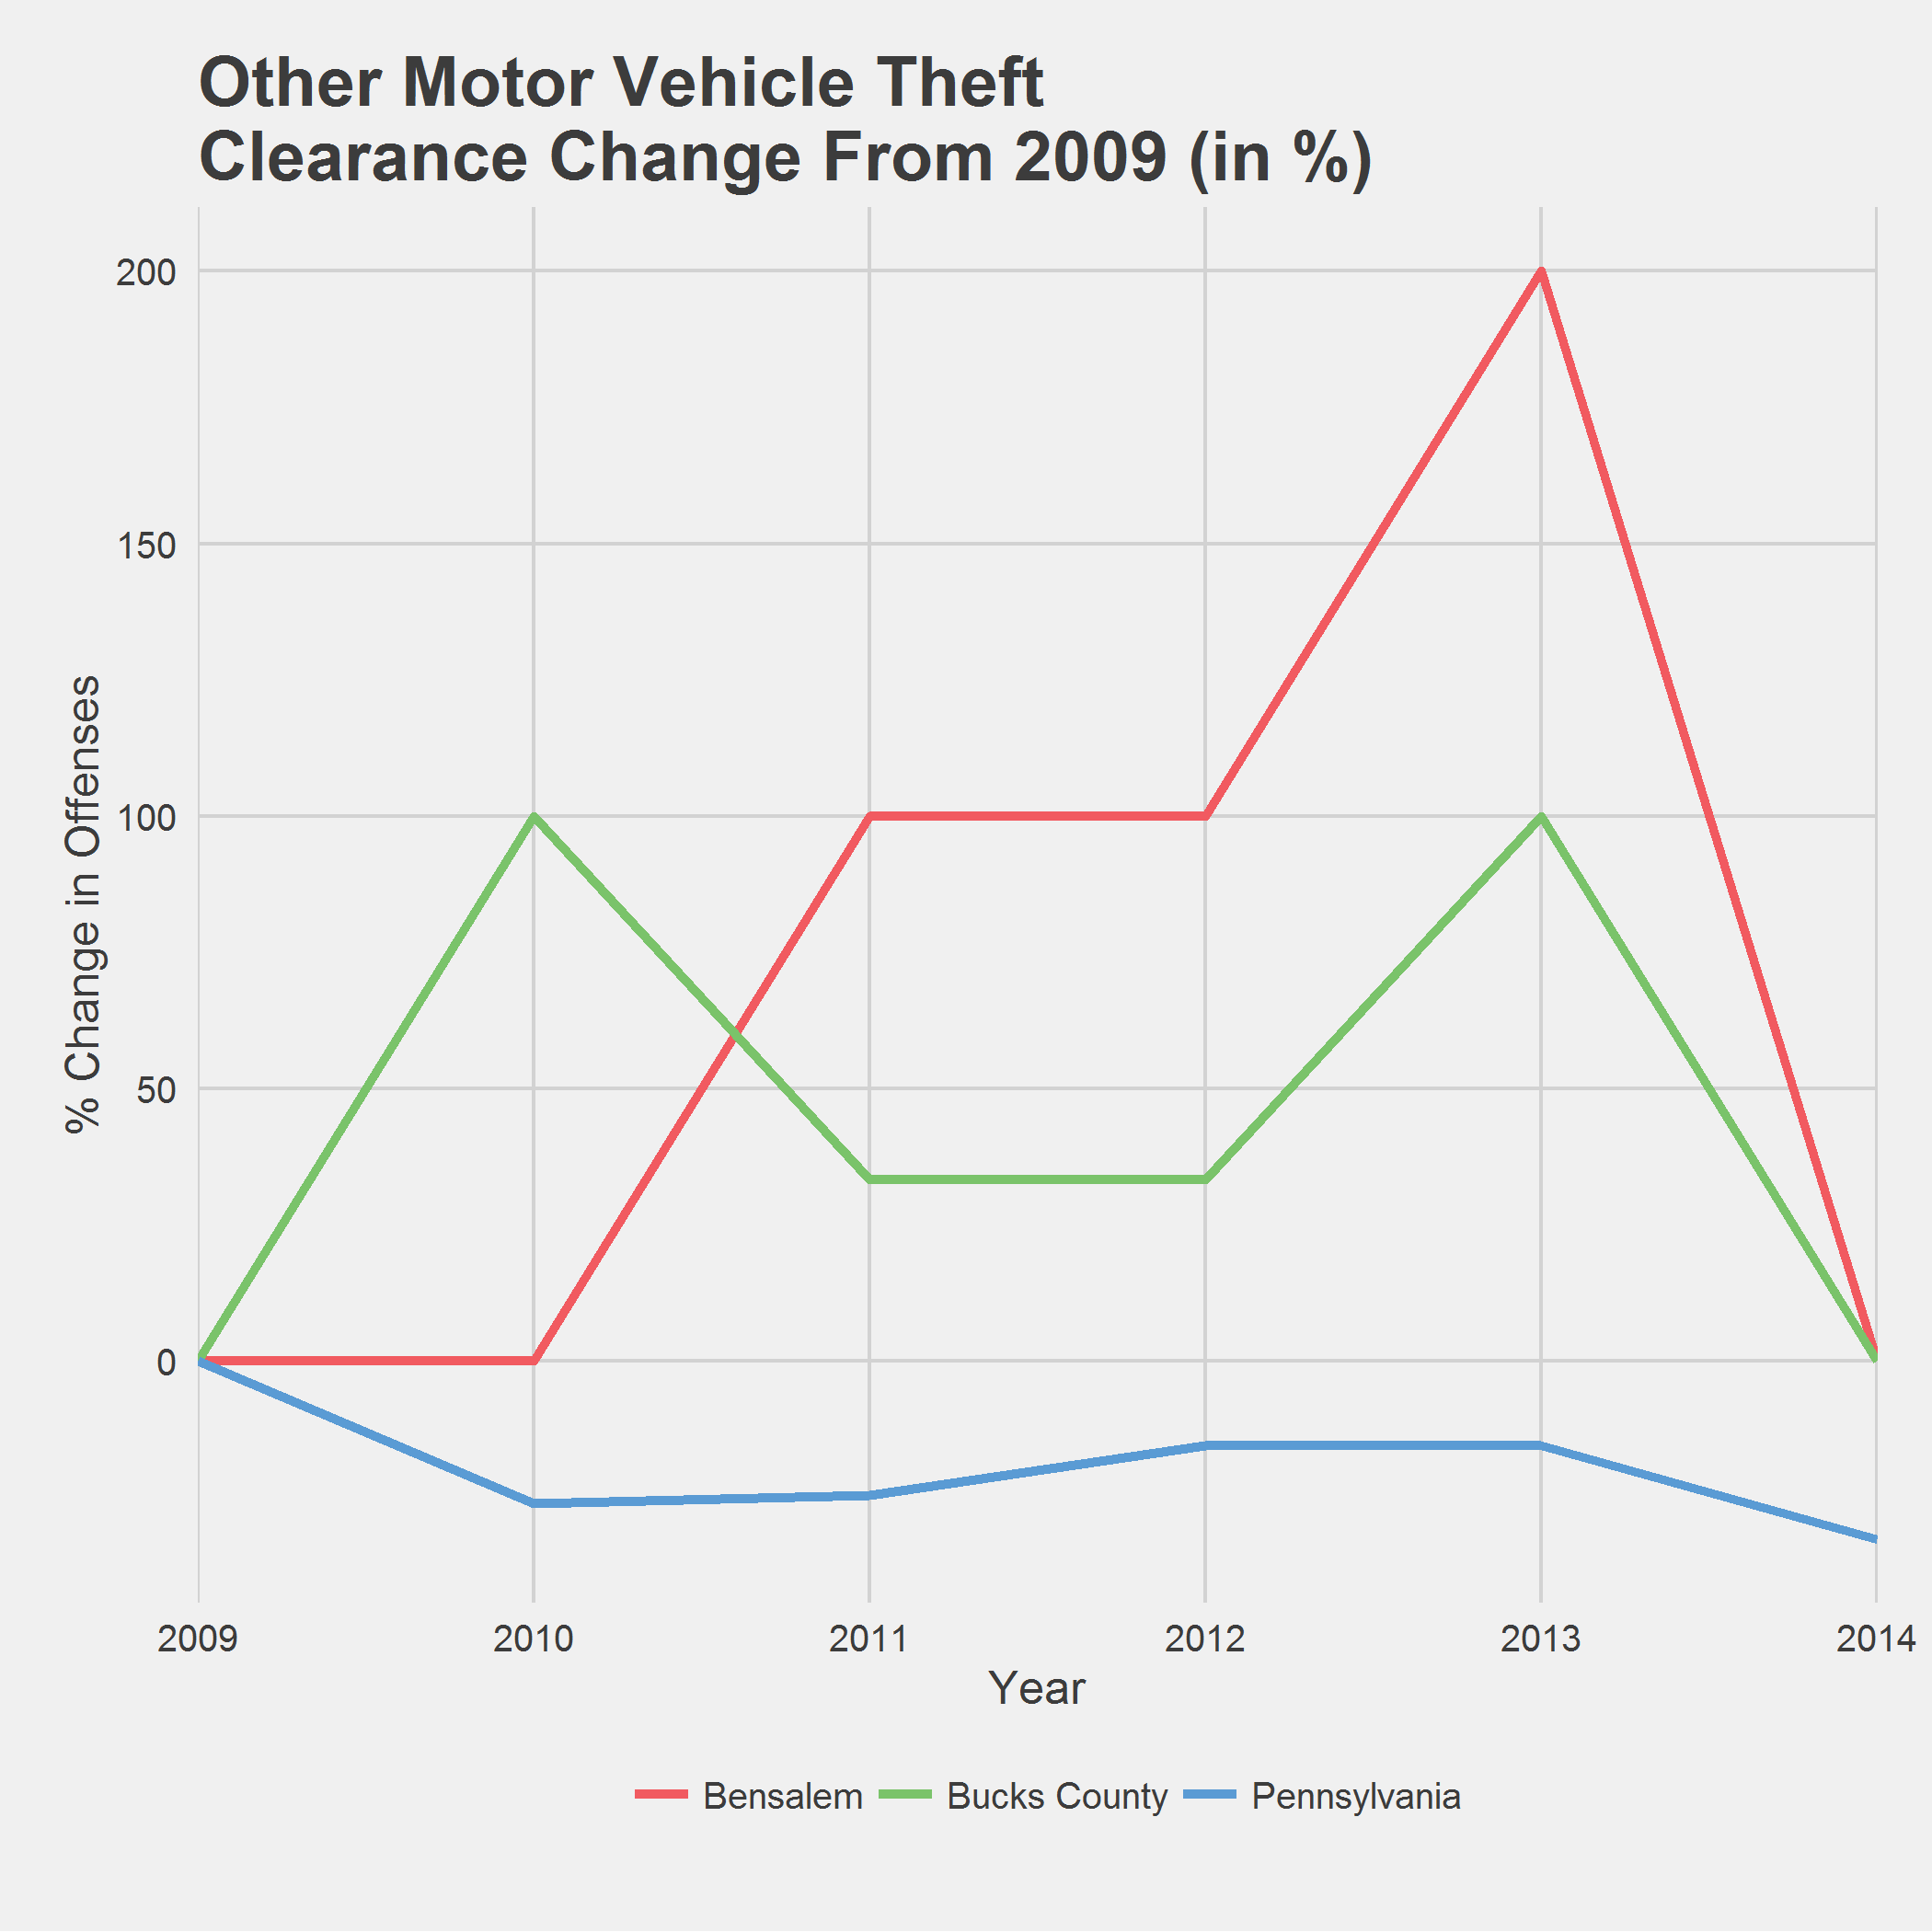 Other Motor Vehicle Theft
Clearance Change From 2009 (in %)
% Change in Offenses
200
150
100
50
0
2009 2010 2011 2012 2013 2014
Year
Bensalem Bucks County Pennsylvania